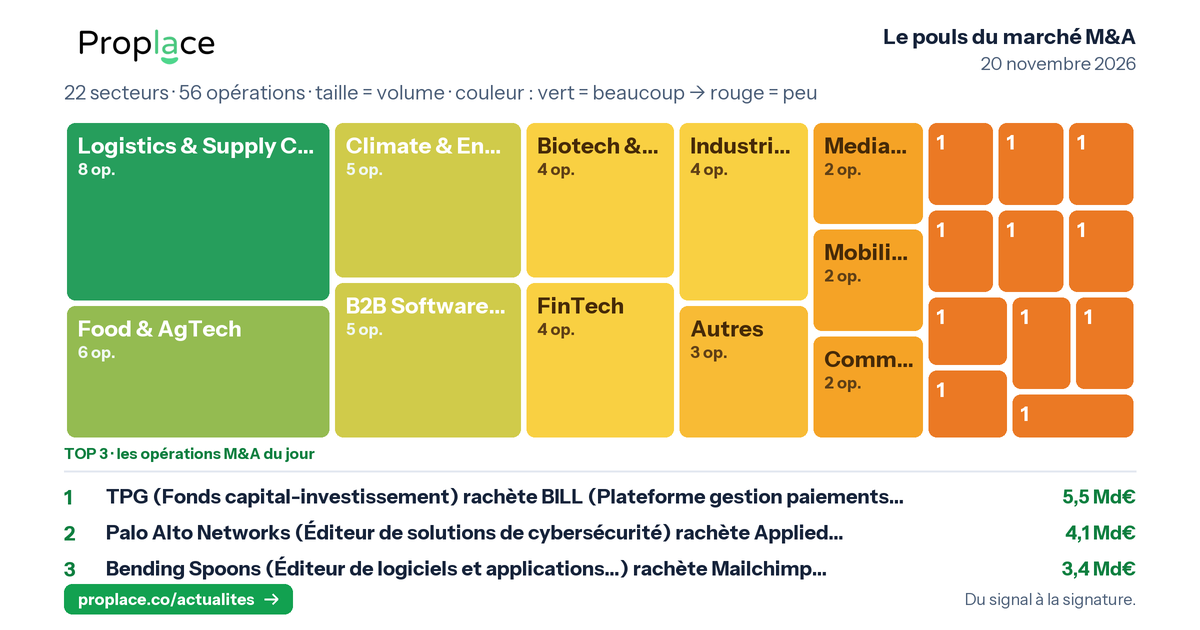 Proplace
Le pouls du marché M&A
20 novembre 2026
22 secteurs · 56 opérations · taille = volume · couleur : vert = beaucoup → rouge = peu
Logistics & Supply C...
8 op.
Climate & En...
5 op.
Biotech &...
4 op.
Industri...
4 op.
Media...
2 op.
1
1
1
Mobili...
2 op.
1
1
1
Food & AgTech
6 op.
B2B Software...
5 op.
FinTech
4 op.
Autres
3 op.
Comm...
2 op.
1
1
1
1
1
TOP 3 · les opérations M&A du jour
1 TPG (Fonds capital-investissement) rachète BILL (Plateforme gestion paiements... 5,5 Md€
2 Palo Alto Networks (Éditeur de solutions de cybersécurité) rachète Applied... 4,1 Md€
3 Bending Spoons (Éditeur de logiciels et applications...) rachète Mailchimp... 3,4 Md€
proplace.co/actualites →
Du signal à la signature.